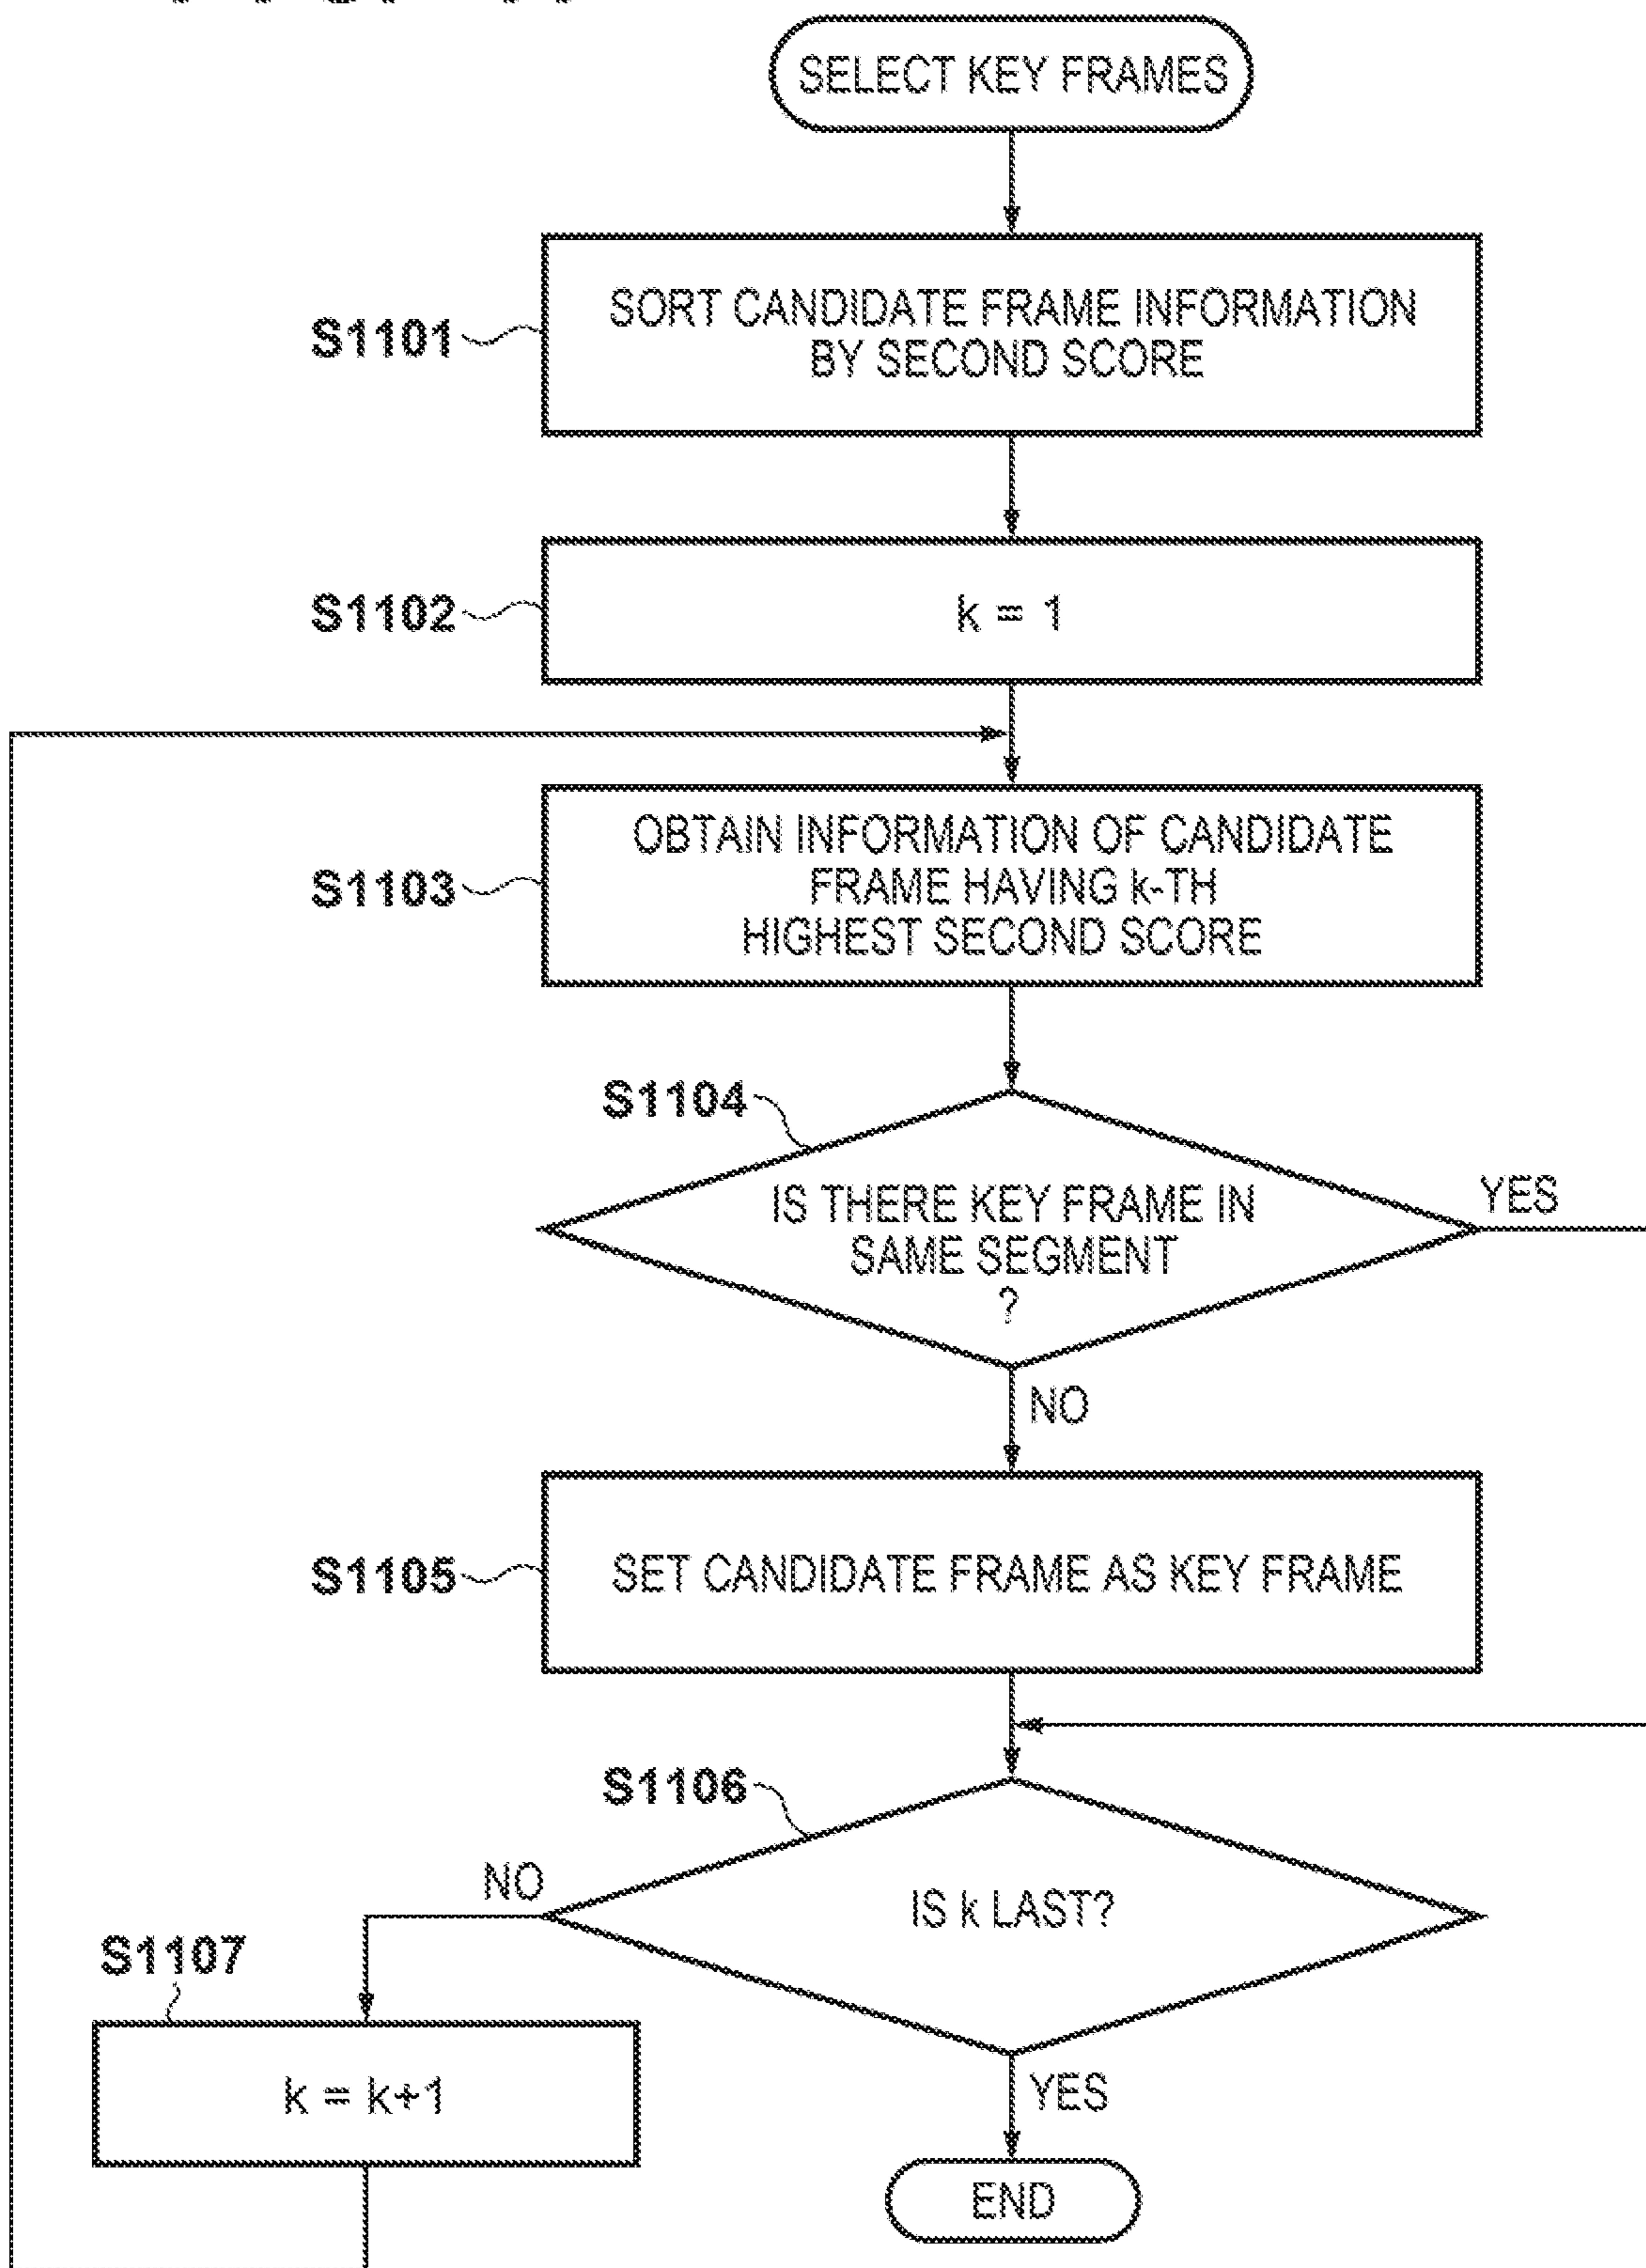 SELECT KEY FRAMES
S1101
SORT CANDIDATE FRAME INFORMATION
BY SECOND SCORE
S1102
k = 1
S1103
OBTAIN INFORMATION OF CANDIDATE
FRAME HAVING k-TH
HIGHEST SECOND SCORE
S1104
IS THERE KEY FRAME IN
SAME SEGMENT
?
YES
NO
S1105
SET CANDIDATE FRAME AS KEY FRAME
S1106
IS k LAST?
NO
S1107
k = k+1
YES
END